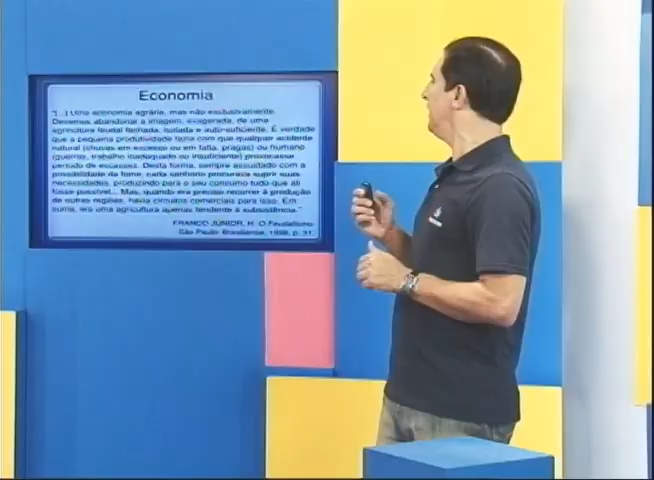 Economia
"(...) Uma economia agrária, mas não exclusivamente.
Devemos abandonar a imagem, exagerada, de uma
agricultura feudal fechada, isolada e auto-suficiente. É verdade
que a pequena produtividade fazia com que qualquer acidente
natural (chuvas em excesso ou em falta, pragas) ou humano
(guerras, trabalho inadequado ou insuficiente) provocasse
período de escassez. Desta forma, sempre assustado com a
possibilidade da fome, cada senhorio procurava suprir suas
necessidades, produzindo para o seu consumo tudo que ali
fosse possível... Mas, quando era preciso recorrer à produção
de outras regiões, havia circuitos comerciais para isso. Em
suma, era uma agricultura apenas tendente à subsistência."
FRANCO JÚNIOR, H. O Feudalismo.
São Paulo: Brasiliense, p. 31.